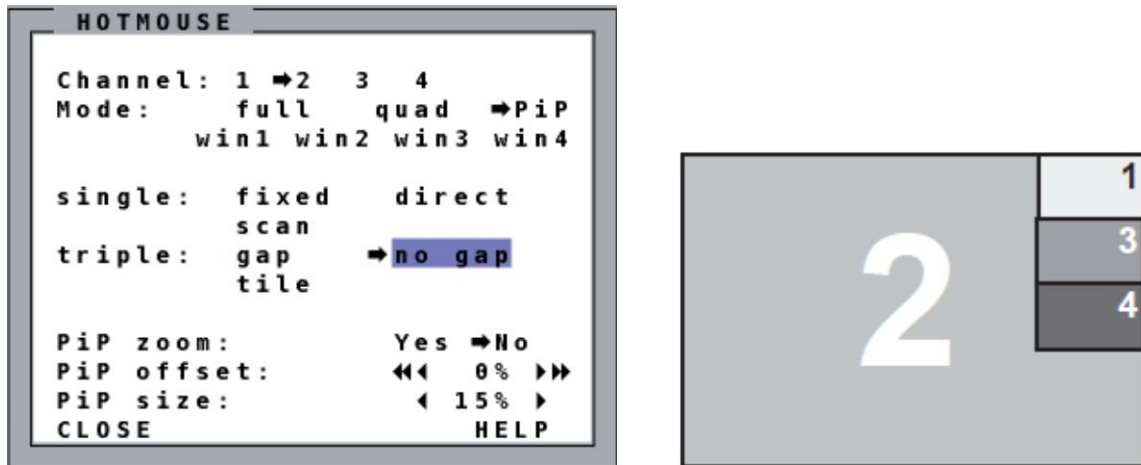 HOTMOUSE
Channel: 1 ➡2 3 4
Mode: full quad ➡PiP
win1 win2 win3 win4
single: fixed direct
scan
triple: gap ➡no gap
tile
PiP zoom: Yes ➡No
PiP offset: ◀◀◀ 0% ▶▶▶
PiP size: ◀ 15% ▶
CLOSE HELP
1
2
3
4